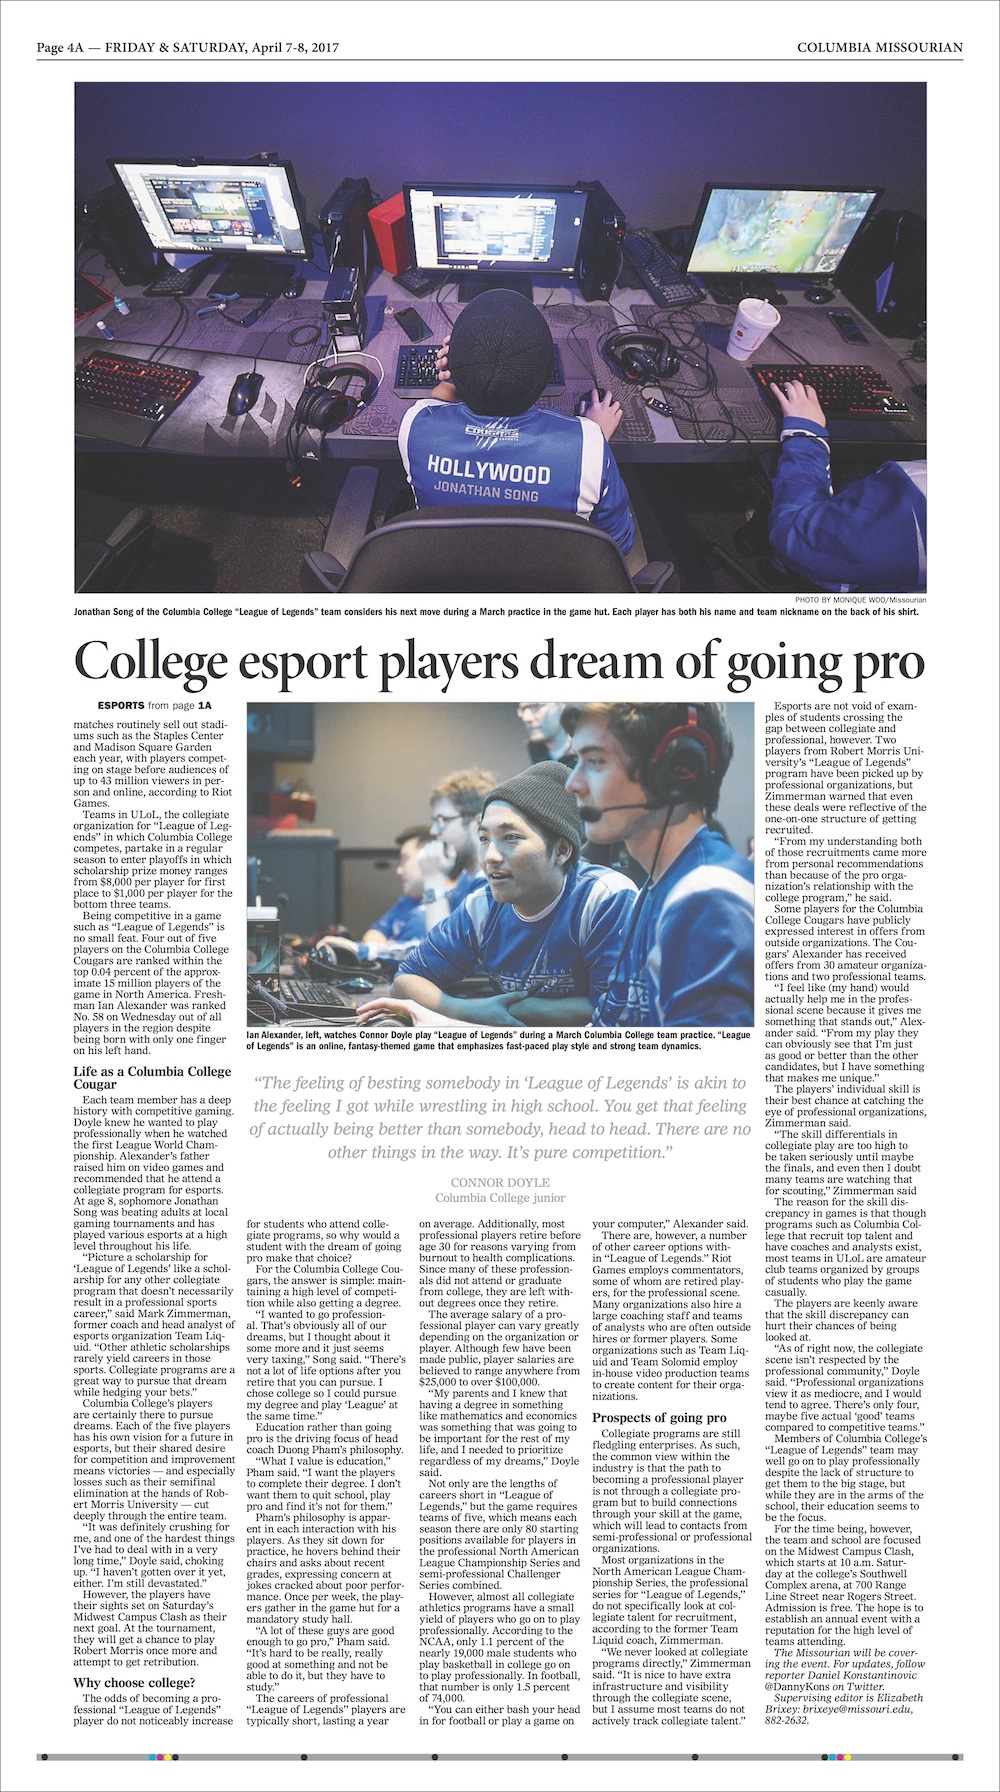 Page 4A — FRIDAY & SATURDAY, April 7-8, 2017
COLUMBIA MISSOURIAN
HOLLYWOOD
JONATHAN SONG
PHOTO BY MONIQUE WOO/Missourian
Jonathan Song of the Columbia College “League of Legends” team considers his next move during a March practice in the game hut. Each player has both his name and team nickname on the back of his shirt.
College esport players dream of going pro
ESPORTS from page 1A
matches routinely sell out stadi-
ums such as the Staples Center
and Madison Square Garden
each year, with players compet-
ing on stage before audiences of
up to 43 million viewers in per-
son and online, according to Riot
Games.
Teams in ULoL, the collegiate
organization for “League of Leg-
ends” in which Columbia College
competes, partake in a regular
season to enter playoffs in which
scholarship prize money ranges
from $8,000 per player for first
place to $1,000 per player for the
bottom three teams.
Being competitive in a game
such as “League of Legends” is
no small feat. Four out of five
players on the Columbia College
Cougars are ranked within the
top 0.04 percent of the approx-
imate 15 million players of the
game in North America. Fresh-
man Ian Alexander was ranked
No. 58 on Wednesday out of all
players in the region despite
being born with only one finger
on his left hand.
Life as a Columbia College
Cougar
Each team member has a deep
history with competitive gaming.
Doyle knew he wanted to play
professionally when he watched
the first League World Cham-
pionship. Alexander’s father
raised him on video games and
recommended that he attend a
collegiate program for esports.
At age 8, sophomore Jonathan
Song was beating adults at local
gaming tournaments and has
played various esports at a high
level throughout his life.
“Picture a scholarship for
‘League of Legends’ like a schol-
arship for any other collegiate
program that doesn’t necessarily
result in a professional sports
career,” said Mark Zimmerman,
former coach and head analyst of
esports organization Team Liq-
uid. “Other athletic scholarships
rarely yield careers in those
sports. Collegiate programs are a
great way to pursue that dream
while hedging your bets.”
Columbia College’s players
are certainly there to pursue
dreams. Each of the five players
has his own vision for a future in
esports, but their shared desire
for competition and improvement
means victories — and especially
losses such as their semifinal
elimination at the hands of Rob-
ert Morris University — cut
deeply through the entire team.
“It was definitely crushing for
me, and one of the hardest things
I’ve had to deal with in a very
long time,” Doyle said, choking
up. “I haven’t gotten over it yet,
either. I’m still devastated.”
However, the players have
their sights set on Saturday’s
Midwest Campus Clash as their
next goal. At the tournament,
they will get a chance to play
Robert Morris once more and
attempt to get retribution.
Why choose college?
The odds of becoming a pro-
fessional “League of Legends”
player do not noticeably increase
Ian Alexander, left, watches Connor Doyle play “League of Legends” during a March Columbia College team practice. “League
of Legends” is an online, fantasy-themed game that emphasizes fast-paced play style and strong team dynamics.
“The feeling of besting somebody in ‘League of Legends’ is akin to
the feeling I got while wrestling in high school. You get that feeling
of actually being better than somebody, head to head. There are no
other things in the way. It’s pure competition.”
CONNOR DOYLE
Columbia College junior
for students who attend colle-
giate programs, so why would a
student with the dream of going
pro make that choice?
For the Columbia College Cou-
gars, the answer is simple: main-
taining a high level of competi-
tion while also getting a degree.
“I wanted to go profession-
al. That’s obviously all of our
dreams, but I thought about it
some more and it just seems
very taxing,” Song said. “There’s
not a lot of life options after you
retire that you can pursue. I
chose college so I could pursue
my degree and play ‘League’ at
the same time.”
Education rather than going
pro is the driving focus of head
coach Duong Pham’s philosophy.
“What I value is education,”
Pham said. “I want the players
to complete their degree. I don’t
want them to quit school, play
pro and find it’s not for them.”
Pham’s philosophy is appar-
ent in each interaction with his
players. As they sit down for
practice, he hovers behind their
chairs and asks about recent
grades, expressing concern at
jokes cracked about poor perfor-
mance. Once per week, the play-
ers gather in the game hut for a
mandatory study hall.
“A lot of these guys are good
enough to go pro,” Pham said.
“It’s hard to be really, really
good at something and not be
able to do it, but they have to
study.”
The careers of professional
“League of Legends” players are
typically short, lasting a year
on average. Additionally, most
professional players retire before
age 30 for reasons varying from
burnout to health complications.
Since many of these profession-
als did not attend or graduate
from college, they are left with-
out degrees once they retire.
The average salary of a pro-
fessional player can vary greatly
depending on the organization or
player. Although few have been
made public, player salaries are
believed to range anywhere from
$25,000 to over $100,000.
“My parents and I knew that
having a degree in something
like mathematics and economics
was something that was going to
be important for the rest of my
life, and I needed to prioritize
regardless of my dreams,” Doyle
said.
Not only are the lengths of
careers short in “League of
Legends,” but the game requires
teams of five, which means each
season there are only 80 starting
positions available for players in
the professional North American
League Championship Series and
semi-professional Challenger
Series combined.
However, almost all collegiate
athletics programs have a small
yield of players who go on to play
professionally. According to the
NCAA, only 1.1 percent of the
nearly 19,000 male students who
play basketball in college go on
to play professionally. In football,
that number is only 1.5 percent
of 74,000.
“You can either bash your head
in for football or play a game on
your computer,” Alexander said.
There are, however, a number
of other career options with-
in “League of Legends.” Riot
Games employs commentators,
some of whom are retired play-
ers, for the professional scene.
Many organizations also hire a
large coaching staff and teams
of analysts who are often outside
hires or former players. Some
organizations such as Team Liq-
uid and Team Solomid employ
in-house video production teams
to create content for their orga-
nizations.
Prospects of going pro
Collegiate programs are still
fledgling enterprises. As such,
the common view within the
industry is that the path to
becoming a professional player
is not through a collegiate pro-
gram but to build connections
through your skill at the game,
which will lead to contacts from
semi-professional or professional
organizations.
Most organizations in the
North American League Cham-
pionship Series, the professional
series for “League of Legends,”
do not specifically look at col-
legiate talent for recruitment,
according to the former Team
Liquid coach, Zimmerman.
“We never looked at collegiate
programs directly,” Zimmerman
said. “It is nice to have extra
infrastructure and visibility
through the collegiate scene,
but I assume most teams do not
actively track collegiate talent.”
Esports are not void of exam-
ples of students crossing the
gap between collegiate and
professional, however. Two
players from Robert Morris Uni-
versity’s “League of Legends”
program have been picked up by
professional organizations, but
Zimmerman warned that even
these deals were reflective of the
one-on-one structure of getting
recruited.
“From my understanding both
of those recruitments came more
from personal recommendations
than because of the pro orga-
nization’s relationship with the
college program,” he said.
Some players for the Columbia
College Cougars have publicly
expressed interest in offers from
outside organizations. The Cou-
gars’ Alexander has received
offers from 30 amateur organiza-
tions and two professional teams.
“I feel like (my hand) would
actually help me in the profes-
sional scene because it gives me
something that stands out,” Alex-
ander said. “From my play they
can obviously see that I’m just
as good or better than the other
candidates, but I have something
that makes me unique.”
The players’ individual skill is
their best chance at catching the
eye of professional organizations,
Zimmerman said.
“The skill differentials in
collegiate play are too high to
be taken seriously until maybe
the finals, and even then I doubt
many teams are watching that
for scouting,” Zimmerman said
The reason for the skill dis-
crepancy in games is that though
programs such as Columbia Col-
lege that recruit top talent and
have coaches and analysts exist,
most teams in ULoL are amateur
club teams organized by groups
of students who play the game
casually.
The players are keenly aware
that the skill discrepancy can
hurt their chances of being
looked at.
“As of right now, the collegiate
scene isn’t respected by the
professional community,” Doyle
said. “Professional organizations
view it as mediocre, and I would
tend to agree. There’s only four,
maybe five actual ‘good’ teams
compared to competitive teams.”
Members of Columbia College’s
“League of Legends” team may
well go on to play professionally
despite the lack of structure to
get them to the big stage, but
while they are in the arms of the
school, their education seems to
be the focus.
For the time being, however,
the team and school are focused
on the Midwest Campus Clash,
which starts at 10 a.m. Satur-
day at the college’s Southwell
Complex arena, at 700 Range
Line Street near Rogers Street.
Admission is free. The hope is to
establish an annual event with a
reputation for the high level of
teams attending.
The Missourian will be cover-
ing the event. For updates, follow
reporter Daniel Konstantinovic
@DannyKons on Twitter.
Supervising editor is Elizabeth
Brixey: brixeye@missouri.edu,
882-2632.